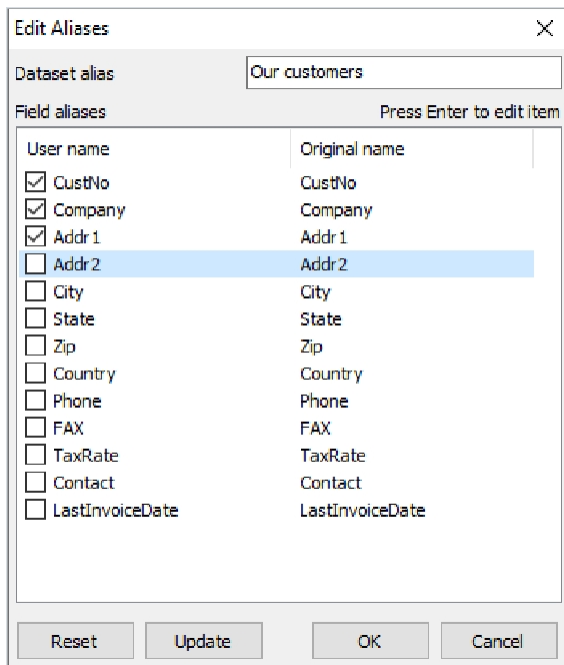 Edit Aliases
Dataset alias Our customers
Field aliases Press Enter to edit item
User name Original name
CustNo CustNo
Company Company
Addr1 Addr1
Addr2 Addr2
City City
State State
Zip Zip
Country Country
Phone Phone
FAX FAX
TaxRate TaxRate
Contact Contact
LastInvoiceDate LastInvoiceDate
Reset Update OK Cancel